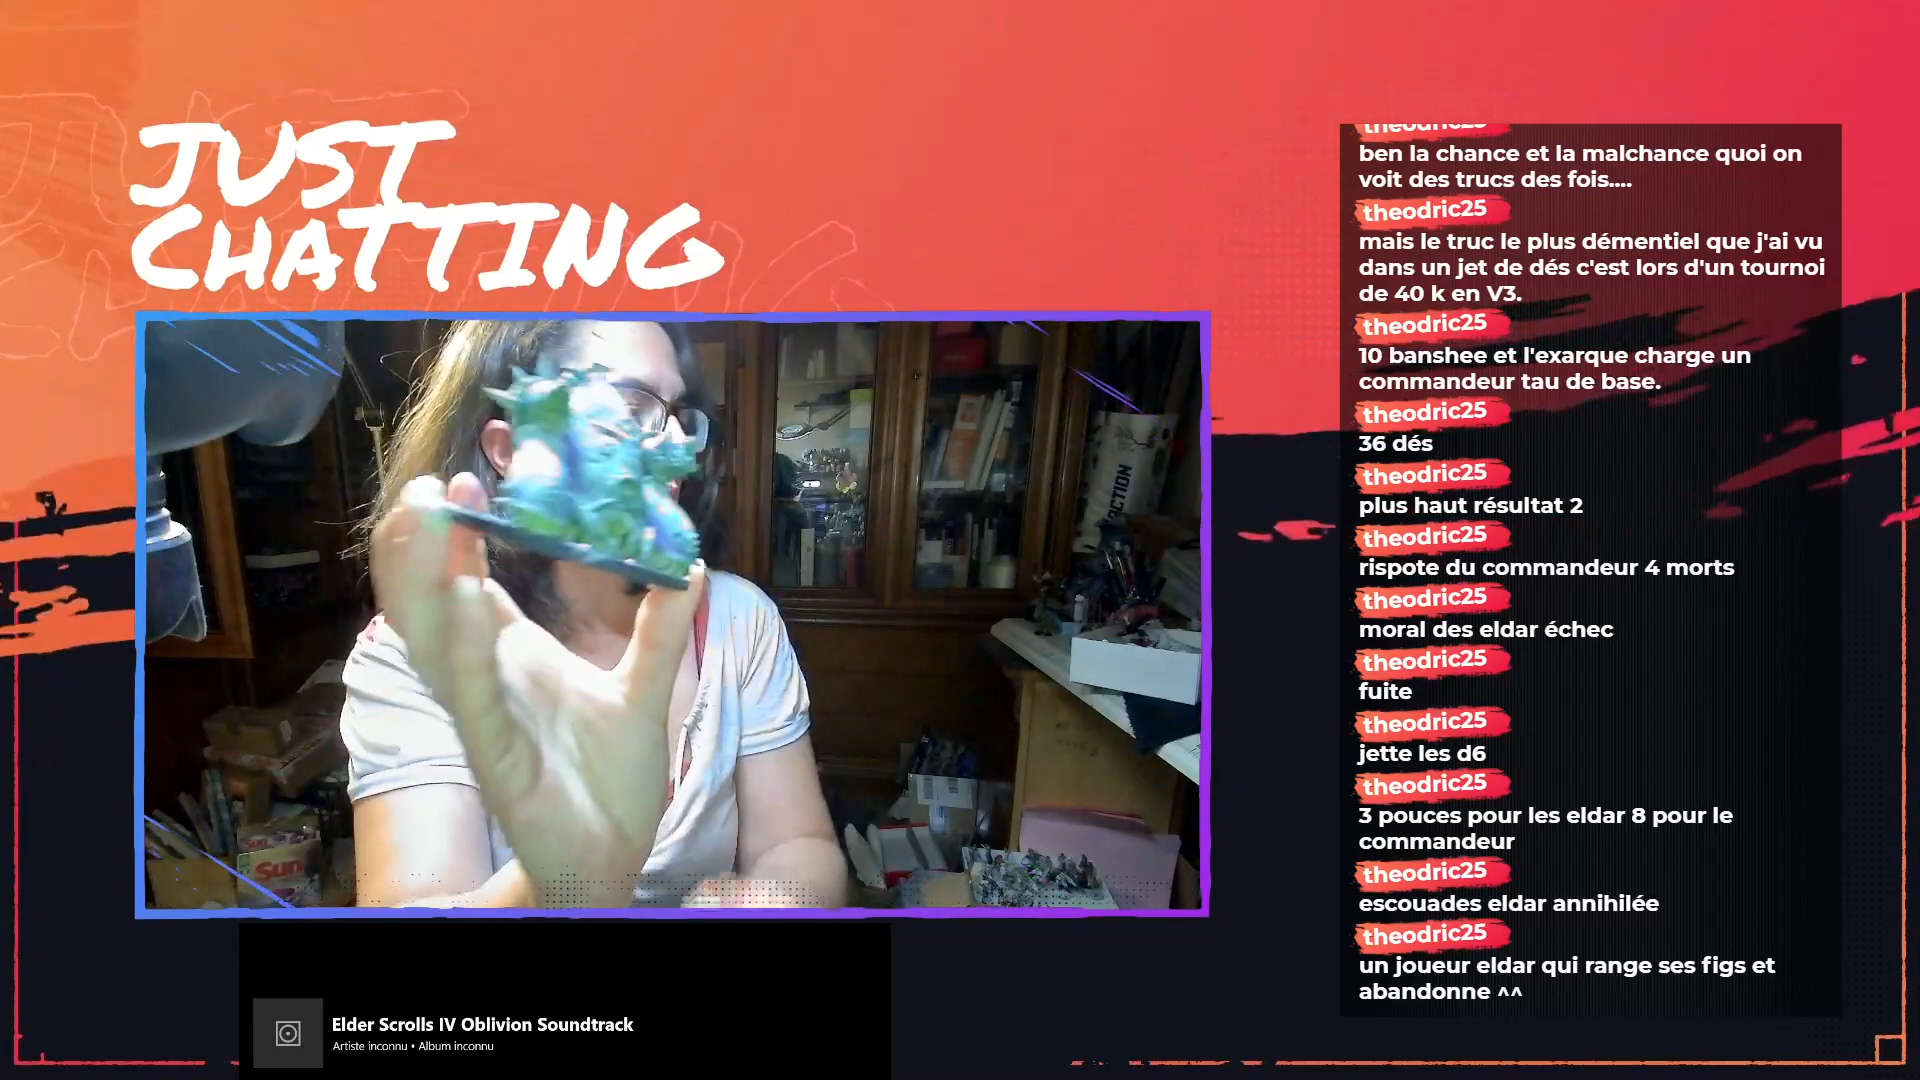 JUST
CHATTING
theodric25
ben la chance et la malchance quoi on
voit des trucs des fois....
theodric25
mais le truc le plus démentiel que j'ai vu
dans un jet de dés c'est lors d'un tournoi
de 40 k en V3.
theodric25
10 banshee et l'exarque charge un
commandeur tau de base.
theodric25
36 dés
theodric25
plus haut résultat 2
theodric25
rispote du commandeur 4 morts
theodric25
moral des eldar échec
theodric25
fuite
theodric25
jette les d6
theodric25
3 pouces pour les eldar 8 pour le
commandeur
theodric25
escouades eldar annihilée
theodric25
un joueur eldar qui range ses figs et
abandonne ^^
Sun
Elder Scrolls IV Oblivion Soundtrack
Artiste inconnu • Album inconnu